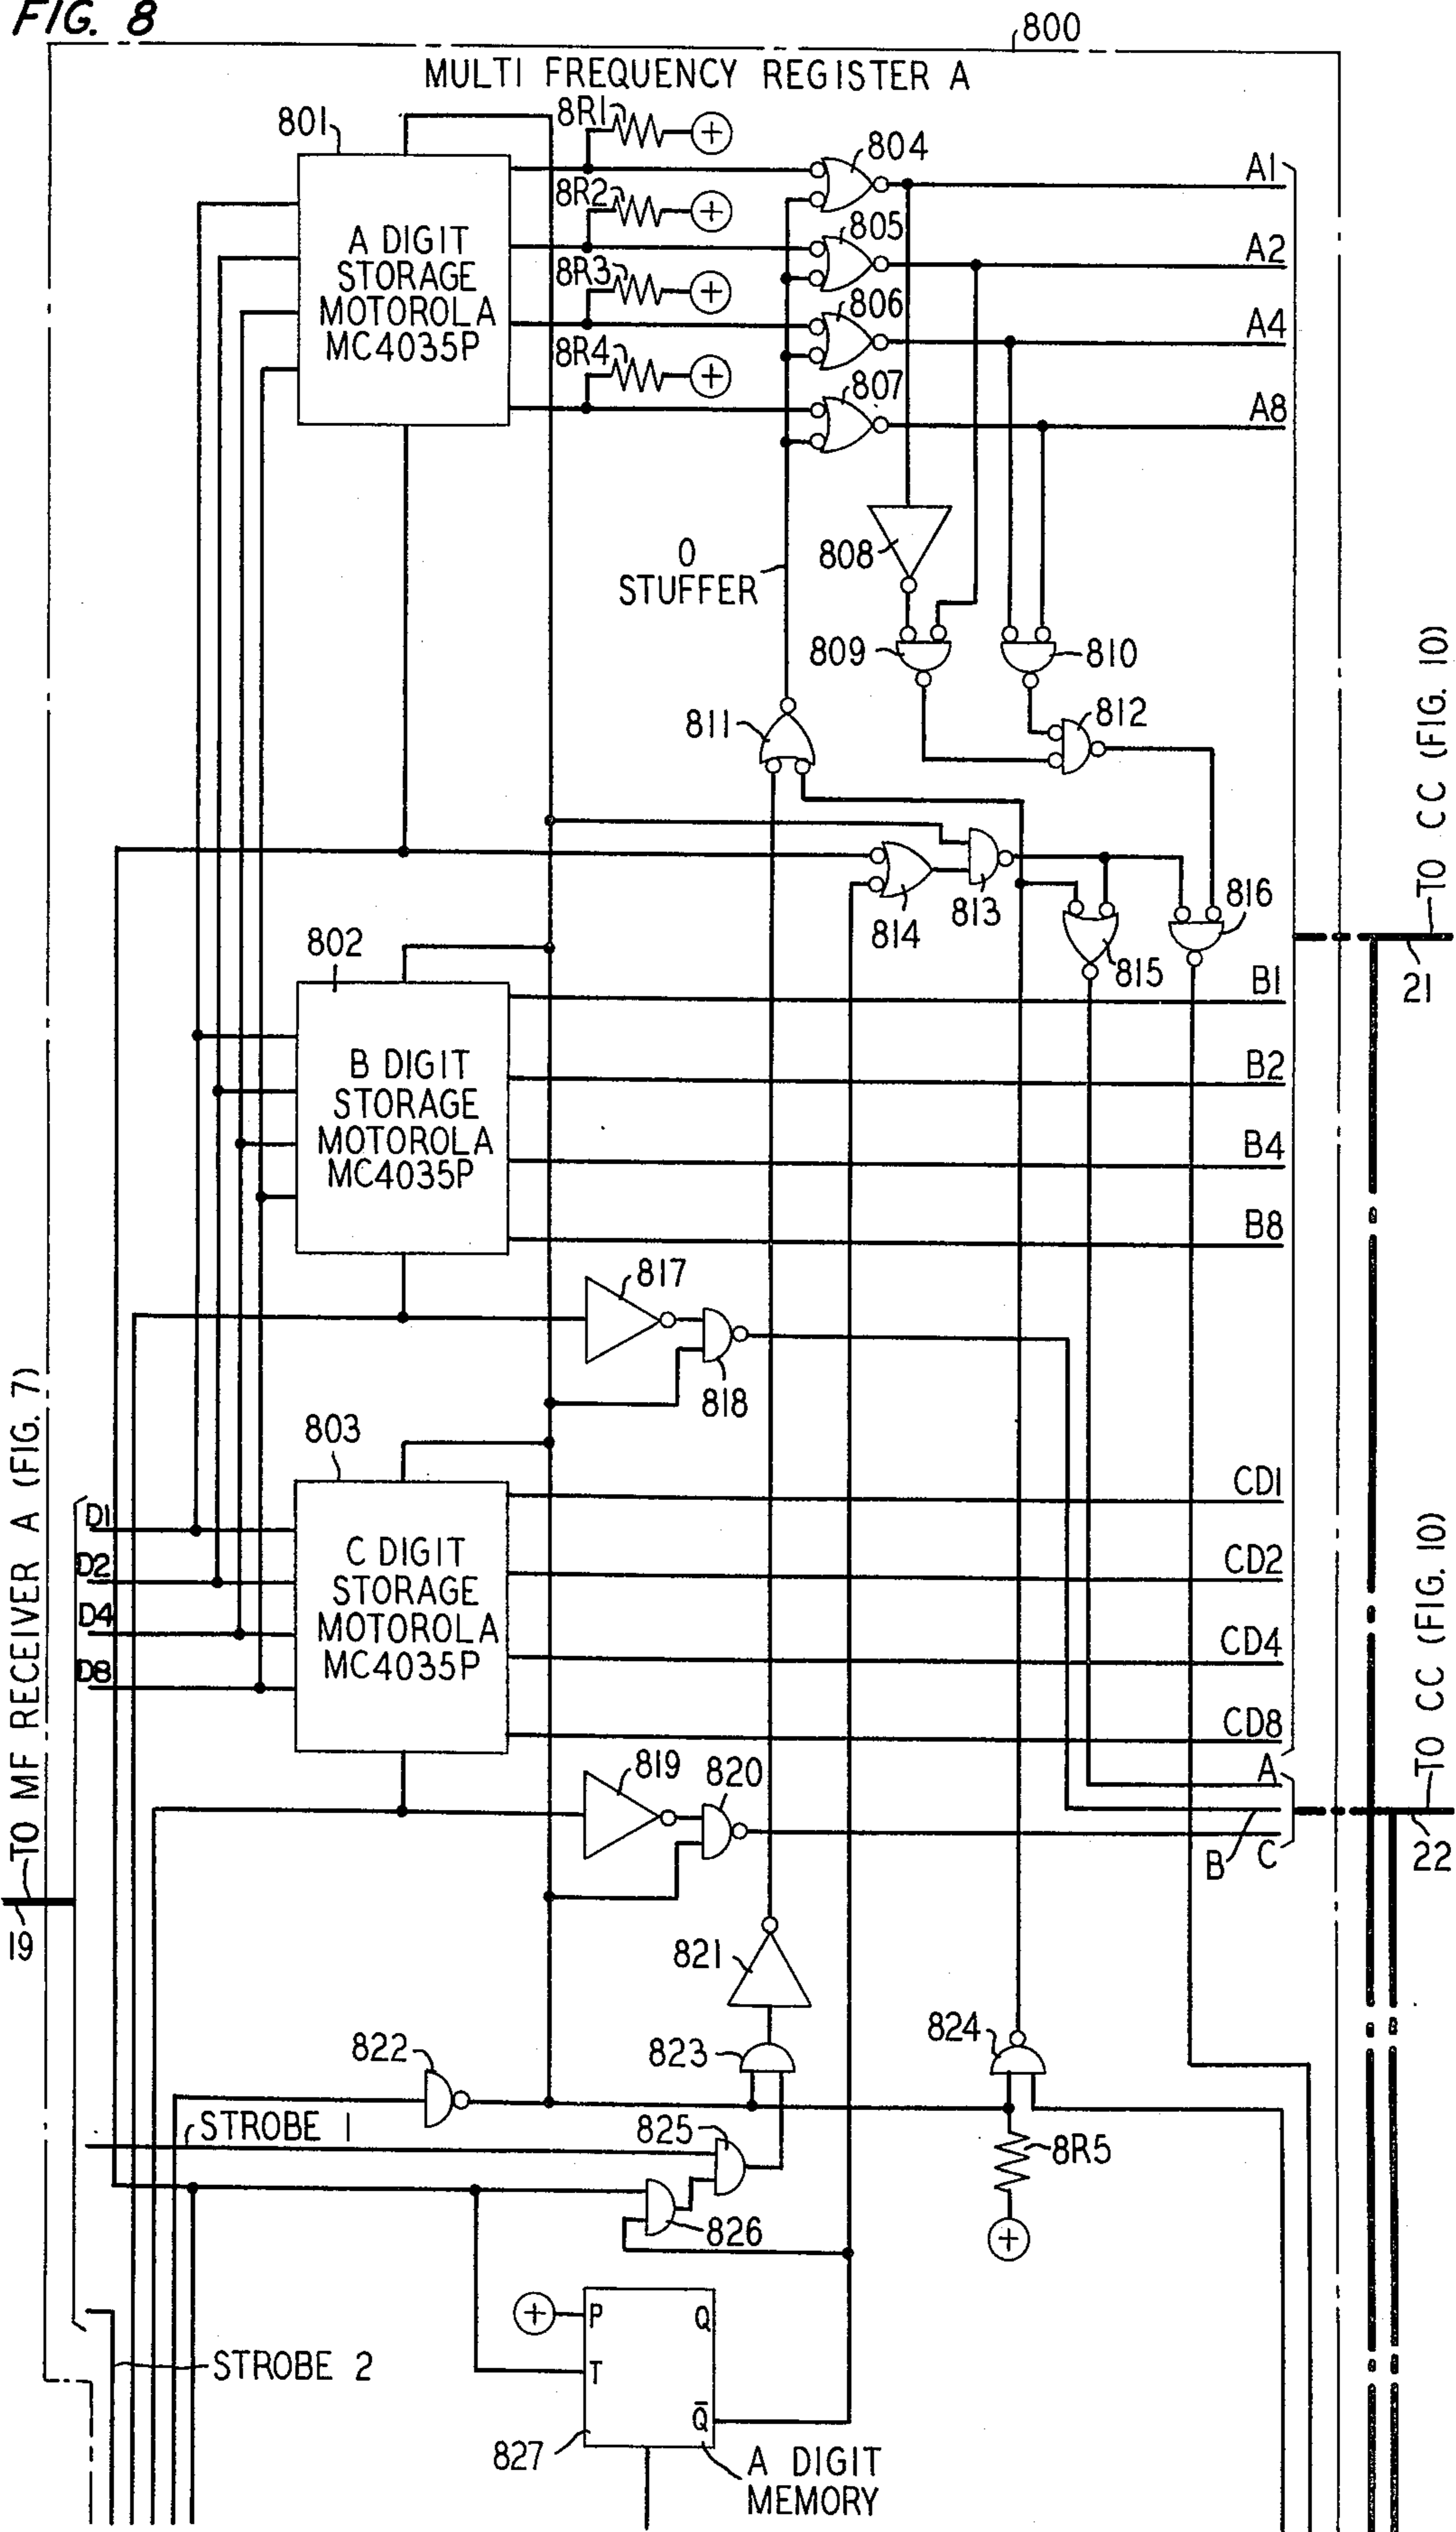 FIG. 8
800
MULTI FREQUENCY REGISTER A
801
8R1
+
804
A1
8R2
+
805
A2
A DIGIT
STORAGE
MOTOROLA
MC4035P
8R3
+
806
A4
8R4
+
807
A8
0
STUFFER
808
809
810
811
812
TO CC (FIG. 10)
813
814
815
816
21
802
B1
B DIGIT
STORAGE
MOTOROLA
MC4035P
B2
B4
B8
817
818
803
TO MF RECEIVER A (FIG. 7)
19
D1
D2
D4
D8
C DIGIT
STORAGE
MOTOROLA
MC4035P
CD1
CD2
CD4
CD8
TO CC (FIG. 10)
22
819
820
A
B
C
821
822
823
824
STROBE 1
825
8R5
+
826
+
P
Q
T
Q̅
STROBE 2
827
A DIGIT
MEMORY